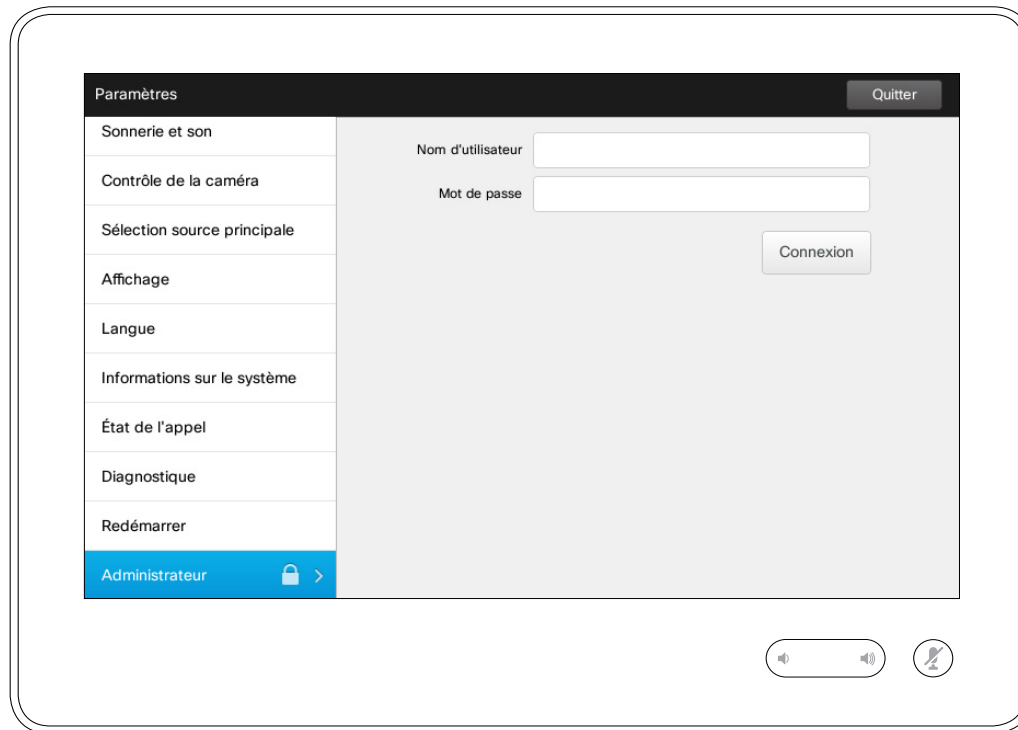 Paramètres
Quitter
Sonnerie et son
Contrôle de la caméra
Sélection source principale
Affichage
Langue
Informations sur le système
État de l'appel
Diagnostique
Redémarrer
Administrateur
Nom d'utilisateur
Mot de passe
Connexion